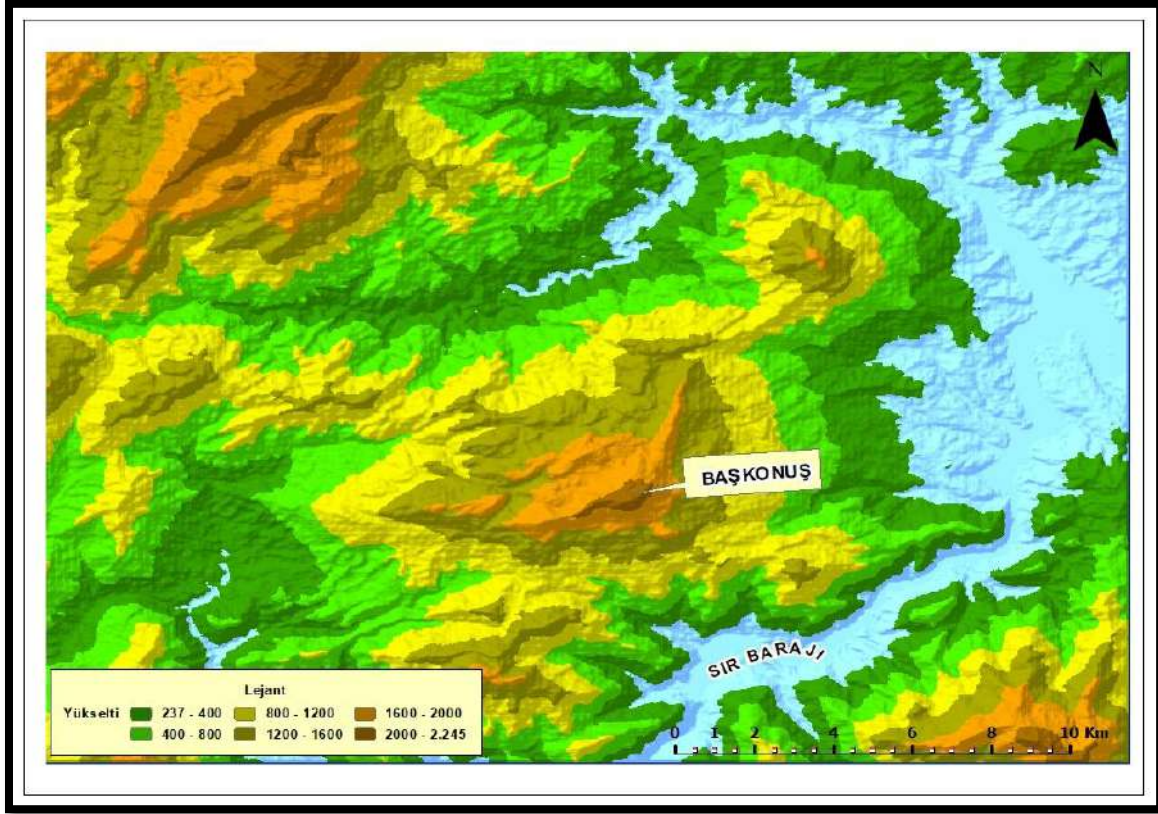 N
BAŞKONUŞ
SIR BARAJI
Lejant
Yükselti 237 - 400 800 - 1200 1600 - 2000
400 - 800 1200 - 1600 2000 - 2.245
0 1 2 4 6 8 10 Km